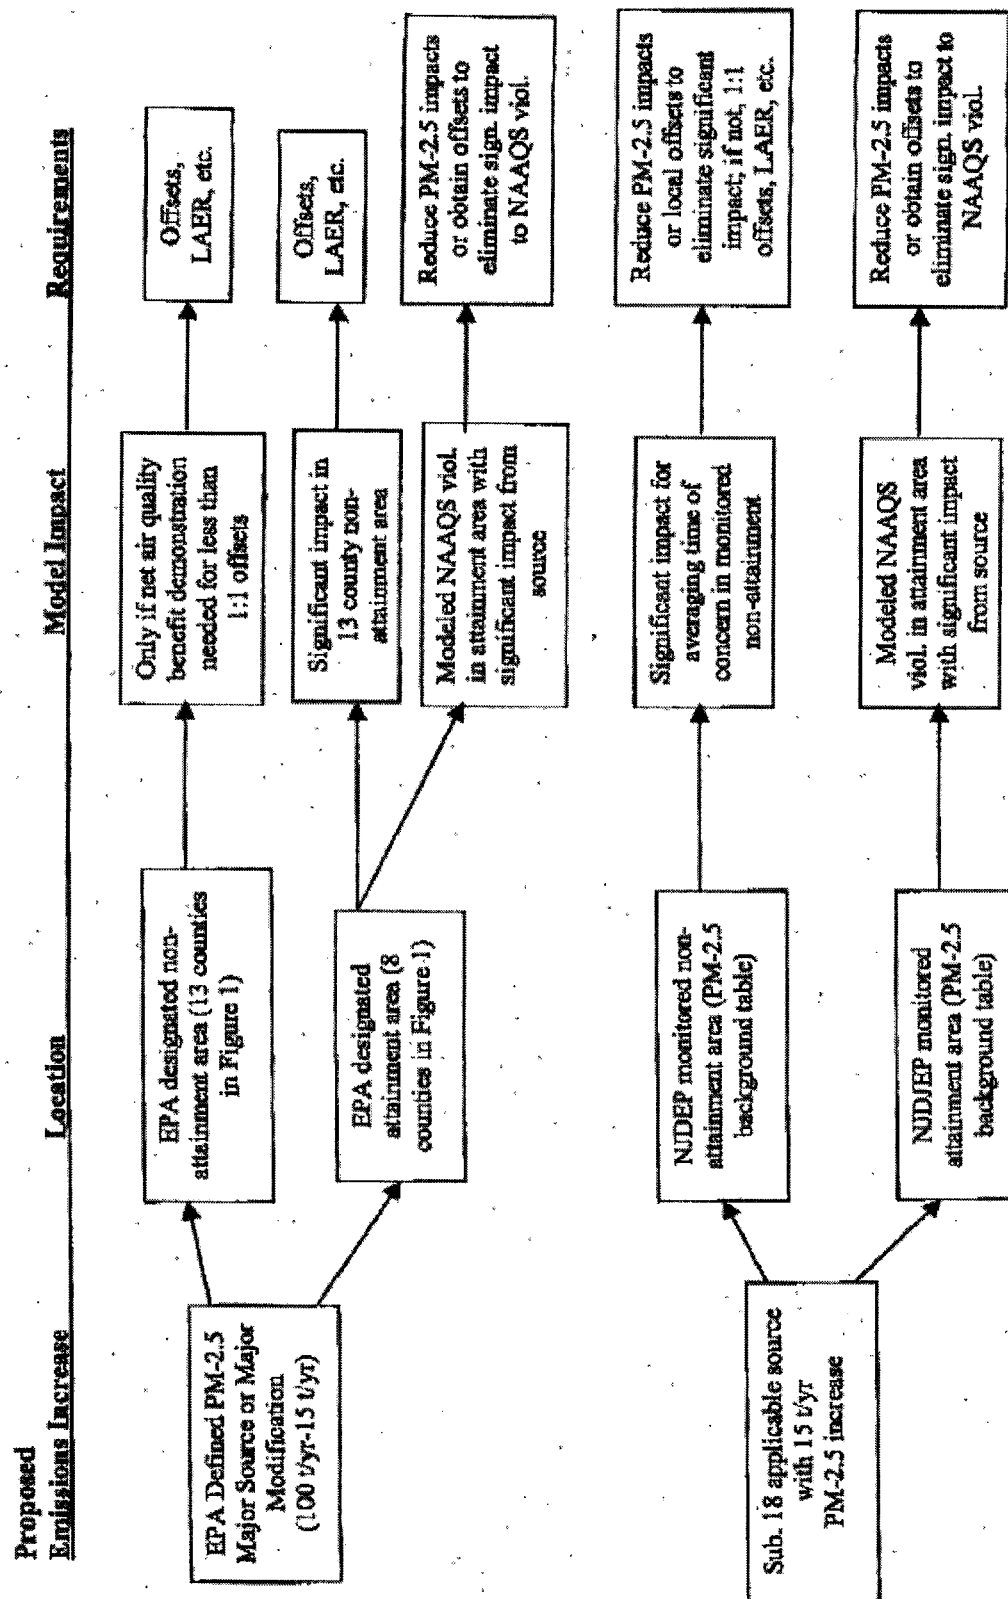 Proposed
Emissions Increase
Location
Model Impact
Requirements
EPA Defined PM-2.5
Major Source or Major
Modification
(100 t/yr-15 t/yr)
EPA designated non-
attainment area (13 counties
in Figure 1)
Only if net air quality
benefit demonstration
needed for less than
1:1 offsets
Offsets,
LAER, etc.
EPA designated
attainment area (8
counties in Figure 1)
Significant impact in
13 county non-
attainment area
Offsets,
LAER, etc.
Modeled NAAQS viol.
in attainment area with
significant impact from
source
Reduce PM-2.5 impacts
or obtain offsets to
eliminate sign. impact
to NAAQS viol.
Sub. 18 applicable source
with 15 t/yr
PM-2.5 increase
NJDEP monitored non-
attainment area (PM-2.5
background table)
Significant impact for
averaging time of
concern in monitored
non-attainment
Reduce PM-2.5 impacts
or local offsets to
eliminate significant
impact; if not, 1:1
offsets, LAER, etc.
NJDJEP monitored
attainment area (PM-2.5
background table)
Modeled NAAQS
viol. in attainment area
with significant impact
from source
Reduce PM-2.5 impacts
or obtain offsets to
eliminate sign. impact to
NAAQS viol.